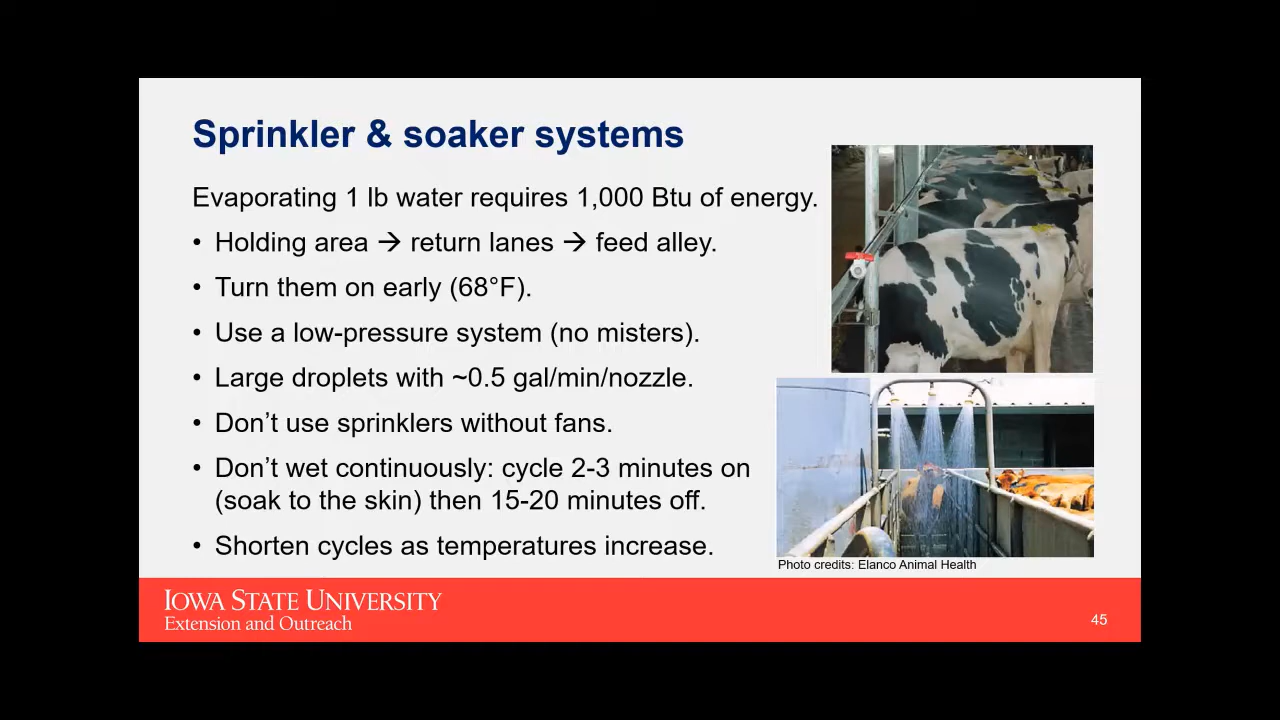 Sprinkler & soaker systems
Evaporating 1 lb water requires 1,000 Btu of energy.
• Holding area → return lanes → feed alley.
• Turn them on early (68°F).
• Use a low-pressure system (no misters).
• Large droplets with ~0.5 gal/min/nozzle.
• Don’t use sprinklers without fans.
• Don’t wet continuously: cycle 2-3 minutes on
(soak to the skin) then 15-20 minutes off.
• Shorten cycles as temperatures increase.
Photo credits: Elanco Animal Health
IOWA STATE UNIVERSITY
Extension and Outreach
45